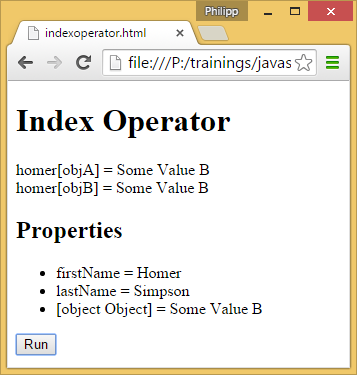 Philipp
indexoperator.html
file:///P:/trainings/javas
Index Operator
homer[objA] = Some Value B
homer[objB] = Some Value B
Properties
firstName = Homer
lastName = Simpson
[object Object] = Some Value B
Run